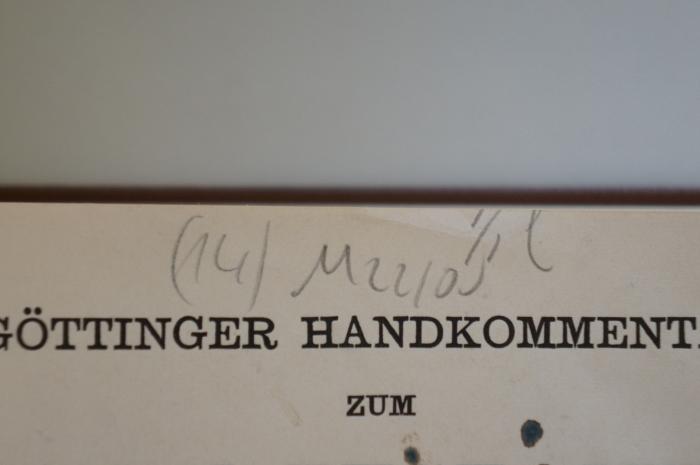 (14) M22/05
GÖTTINGER HANDKOMMENT
ZUM